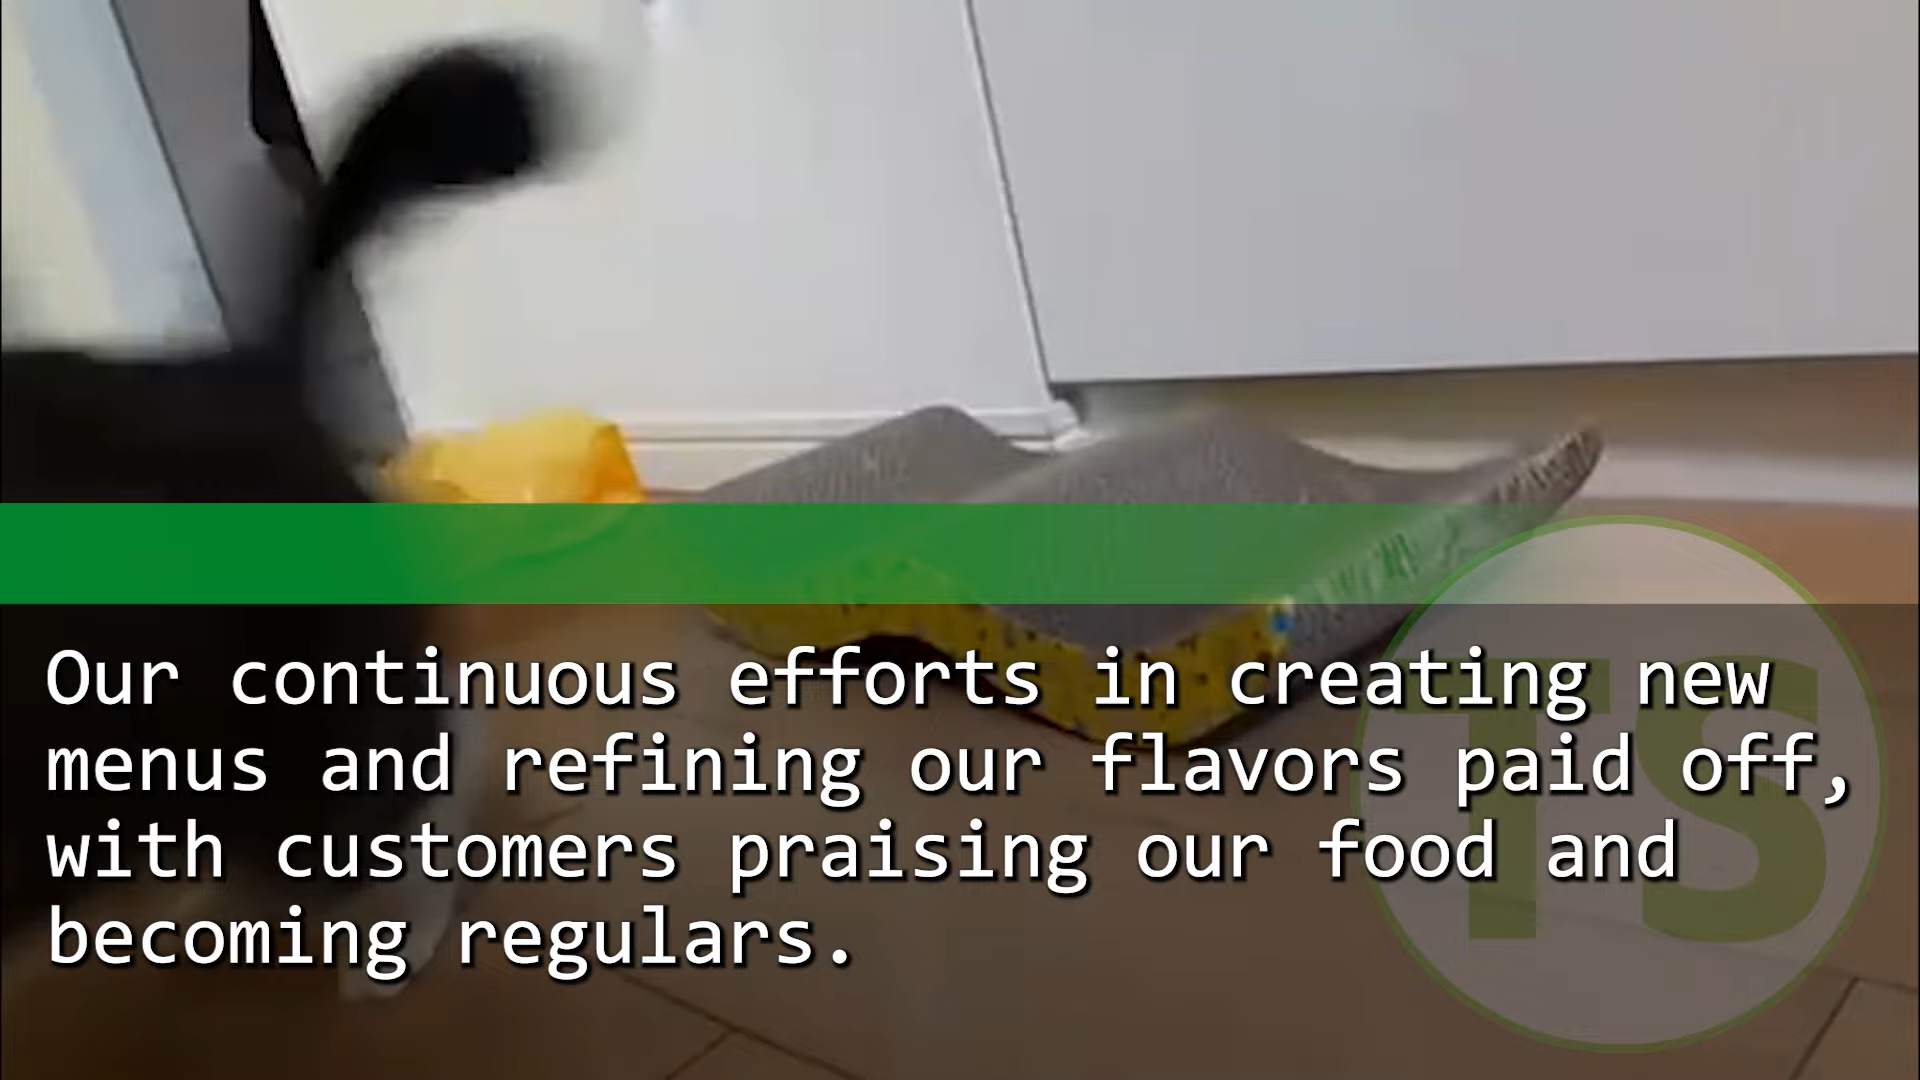 Our continuous efforts in creating new
menus and refining our flavors paid off,
with customers praising our food and
becoming regulars.
TS